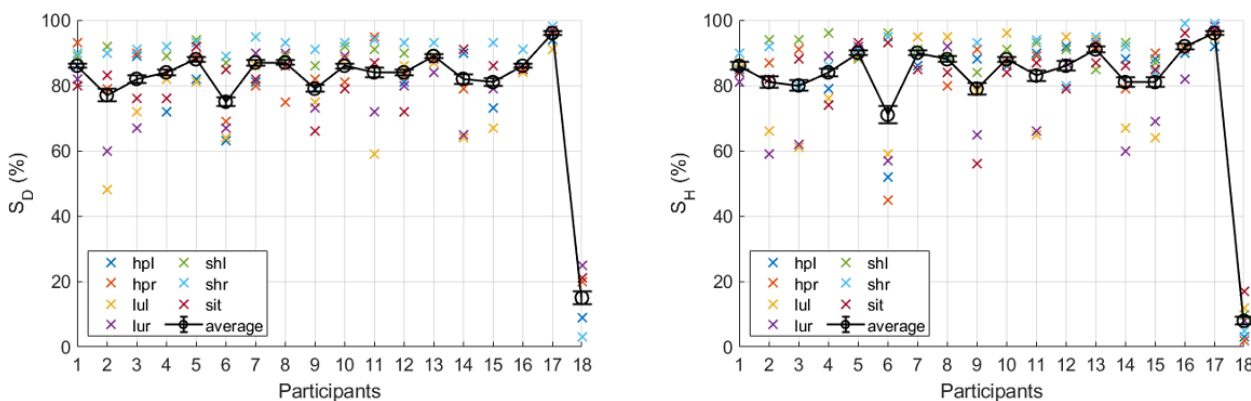 100
80
60
40
20
0
S_D (%)
hpl
hpr
lul
lur
shl
shr
sit
average
1 2 3 4 5 6 7 8 9 10 11 12 13 14 15 16 17 18
Participants
100
80
60
40
20
0
S_H (%)
hpl
hpr
lul
lur
shl
shr
sit
average
1 2 3 4 5 6 7 8 9 10 11 12 13 14 15 16 17 18
Participants